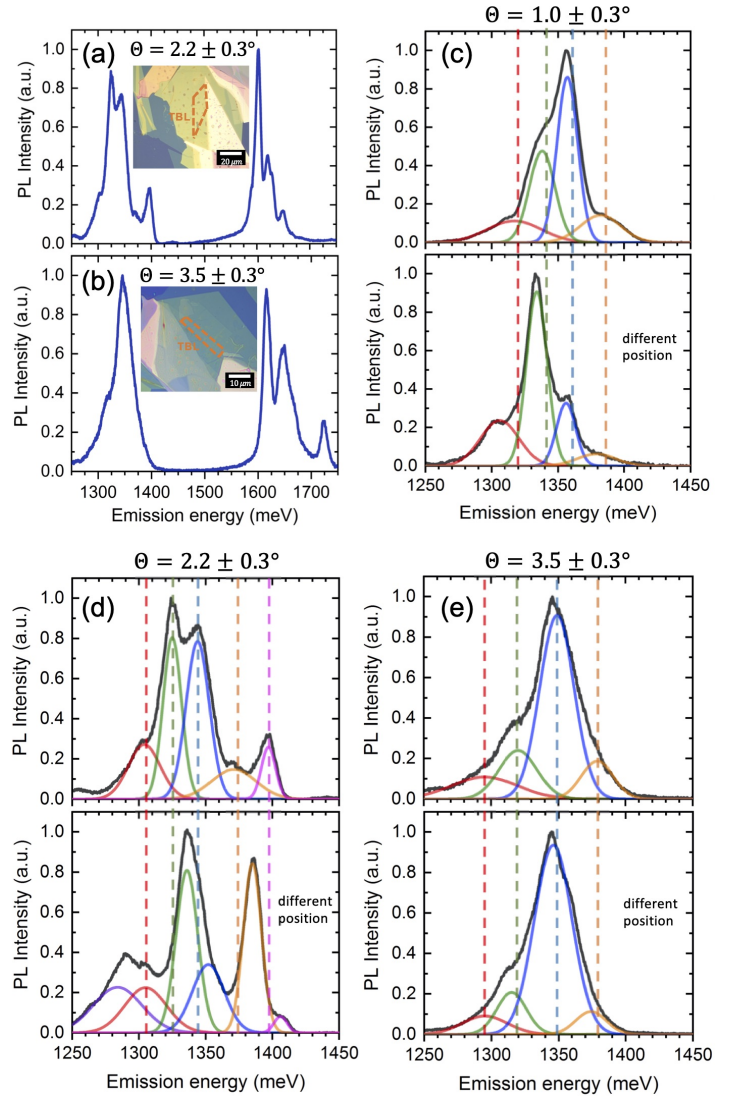 Θ = 2.2 ± 0.3°
(a)
PL Intensity (a.u.)
1.0
0.8
0.6
0.4
0.2
0.0
TBL
20 μm
Θ = 3.5 ± 0.3°
(b)
PL Intensity (a.u.)
1.0
0.8
0.6
0.4
0.2
0.0
TBL
10 μm
1300 1400 1500 1600 1700
Emission energy (meV)
Θ = 1.0 ± 0.3°
(c)
PL Intensity (a.u.)
1.0
0.8
0.6
0.4
0.2
0.0
PL Intensity (a.u.)
1.0
0.8
0.6
0.4
0.2
0.0
different
position
1250 1300 1350 1400 1450
Emission energy (meV)
Θ = 2.2 ± 0.3°
(d)
PL Intensity (a.u.)
1.0
0.8
0.6
0.4
0.2
0.0
PL Intensity (a.u.)
1.0
0.8
0.6
0.4
0.2
0.0
different
position
1250 1300 1350 1400 1450
Emission energy (meV)
Θ = 3.5 ± 0.3°
(e)
PL Intensity (a.u.)
1.0
0.8
0.6
0.4
0.2
0.0
PL Intensity (a.u.)
1.0
0.8
0.6
0.4
0.2
0.0
different
position
1250 1300 1350 1400 1450
Emission energy (meV)